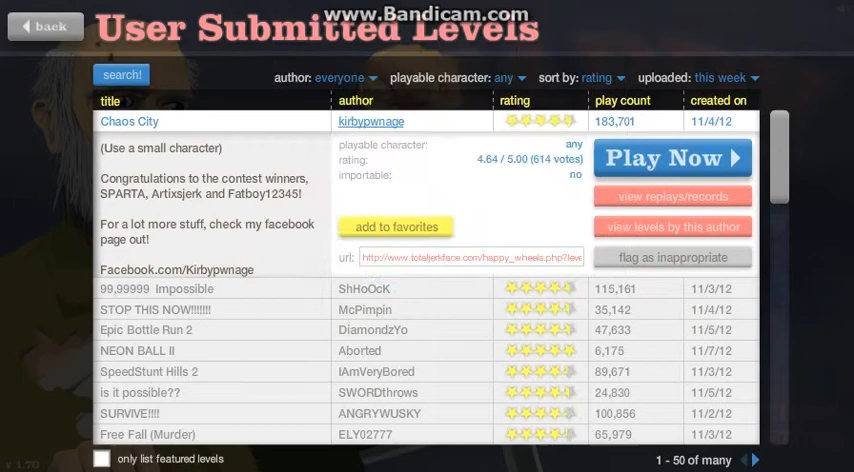 www.Bandicam.com
back
User Submitted Levels
search!
author: everyone playable character: any sort by: rating uploaded: this week
title author rating play count created on
Chaos City kirbypwnage 183,701 11/4/12
(Use a small character)
Congratulations to the contest winners,
SPARTA, Artixsjerk and Fatboy12345!
For a lot more stuff, check my facebook
page out!
Facebook.com/Kirbypwnage
playable character: any
rating: 4.64 / 5.00 (614 votes)
importable: no
add to favorites
url: http://www.totaljerkface.com/happy_wheels.php?leve
Play Now
view replays/records
view levels by this author
flag as inappropriate
99,99999 Impossible ShHoOcK 115,161 11/3/12
STOP THIS NOW!!!!!!! McPimpin 35,142 11/4/12
Epic Bottle Run 2 DiamondzYo 47,633 11/5/12
NEON BALL II Aborted 6,175 11/7/12
SpeedStunt Hills 2 IAmVeryBored 89,671 11/3/12
is it possible?? SWORDthrows 24,830 11/5/12
SURVIVE!!!! ANGRYWUSKY 100,856 11/2/12
Free Fall (Murder) ELY02777 65,979 11/3/12
only list featured levels
1 - 50 of many
v 1.70